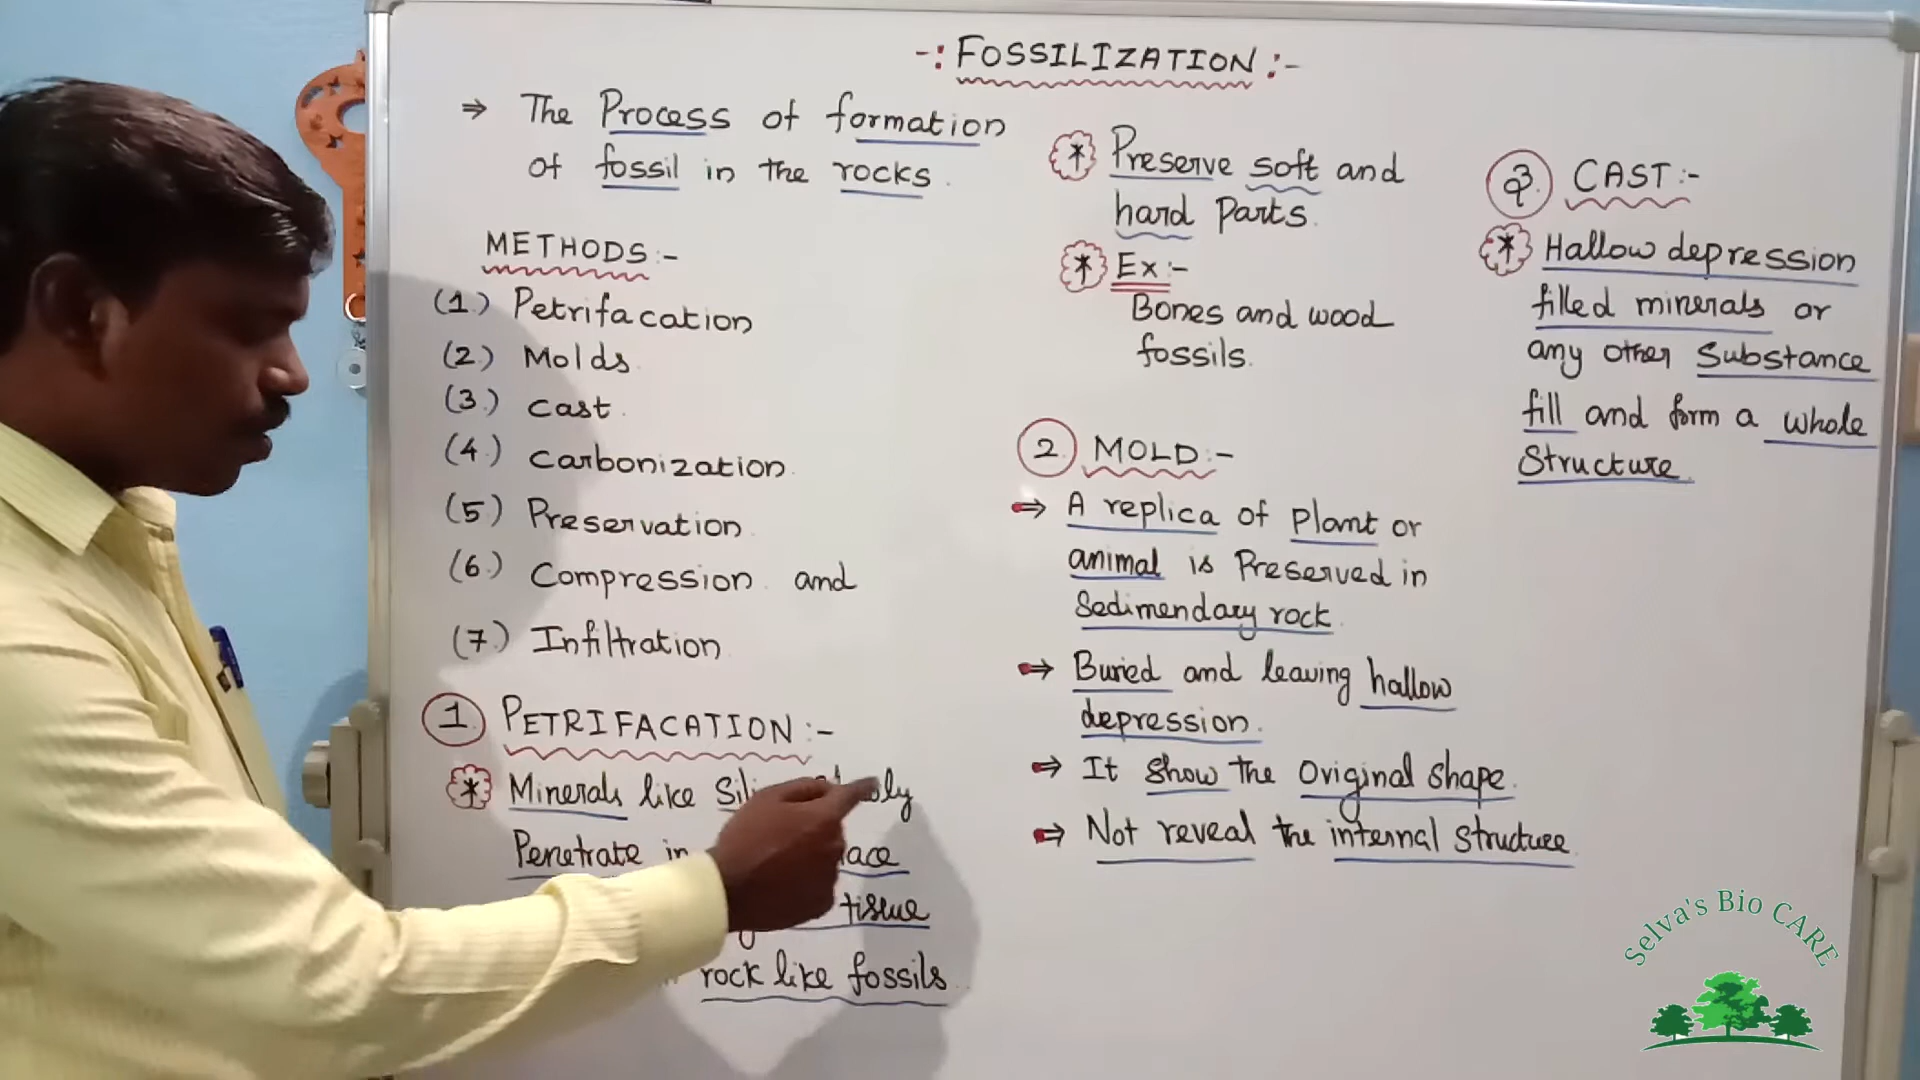 -: FOSSILIZATION :-
⇒ The Process of formation
of fossil in the rocks.
METHODS :-
(1.) Petrifacation
(2.) Molds.
(3.) Cast.
(4.) Carbonization.
(5.) Preservation.
(6.) Compression and
(7.) Infiltration.
1. PETRIFACATION :-
* Minerals like
Penetrate in
tissue
rock like fossils.
* Preserve soft and
hard Parts.
* Ex :-
Bones and wood
fossils.
2. MOLD :-
⇒ A replica of plant or
animal is Preserved in
Sedimendary rock.
⇒ Buried and leaving hallow
depression.
⇒ It show the Original shape.
⇒ Not reveal the internal structure.
3. CAST :-
* Hallow depression
filled minerals or
any other Substance
fill and form a whole
Structure.
Selva's Bio CARE